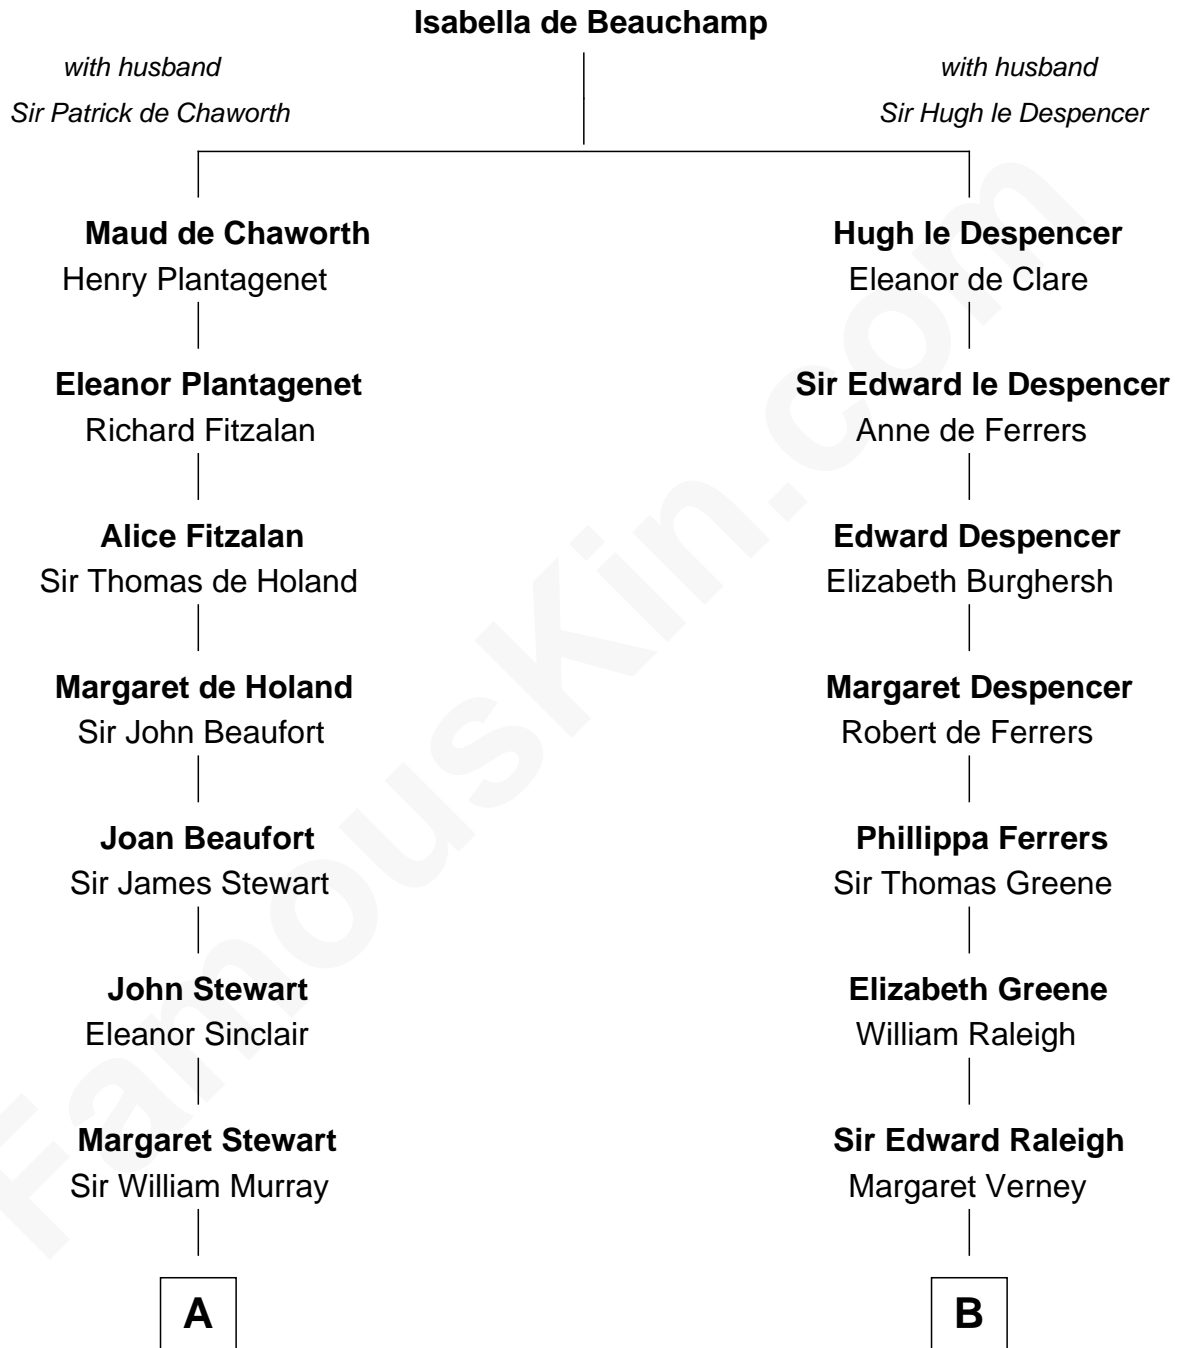 Isabella de Beauchamp
with husband
Sir Patrick de Chaworth
with husband
Sir Hugh le Despencer
Maud de Chaworth
Henry Plantagenet
Eleanor Plantagenet
Richard Fitzalan
Alice Fitzalan
Sir Thomas de Holand
Margaret de Holand
Sir John Beaufort
Joan Beaufort
Sir James Stewart
John Stewart
Eleanor Sinclair
Margaret Stewart
Sir William Murray
A
Hugh le Despencer
Eleanor de Clare
Sir Edward le Despencer
Anne de Ferrers
Edward Despencer
Elizabeth Burghersh
Margaret Despencer
Robert de Ferrers
Phillippa Ferrers
Sir Thomas Greene
Elizabeth Greene
William Raleigh
Sir Edward Raleigh
Margaret Verney
B
FamousKin.com